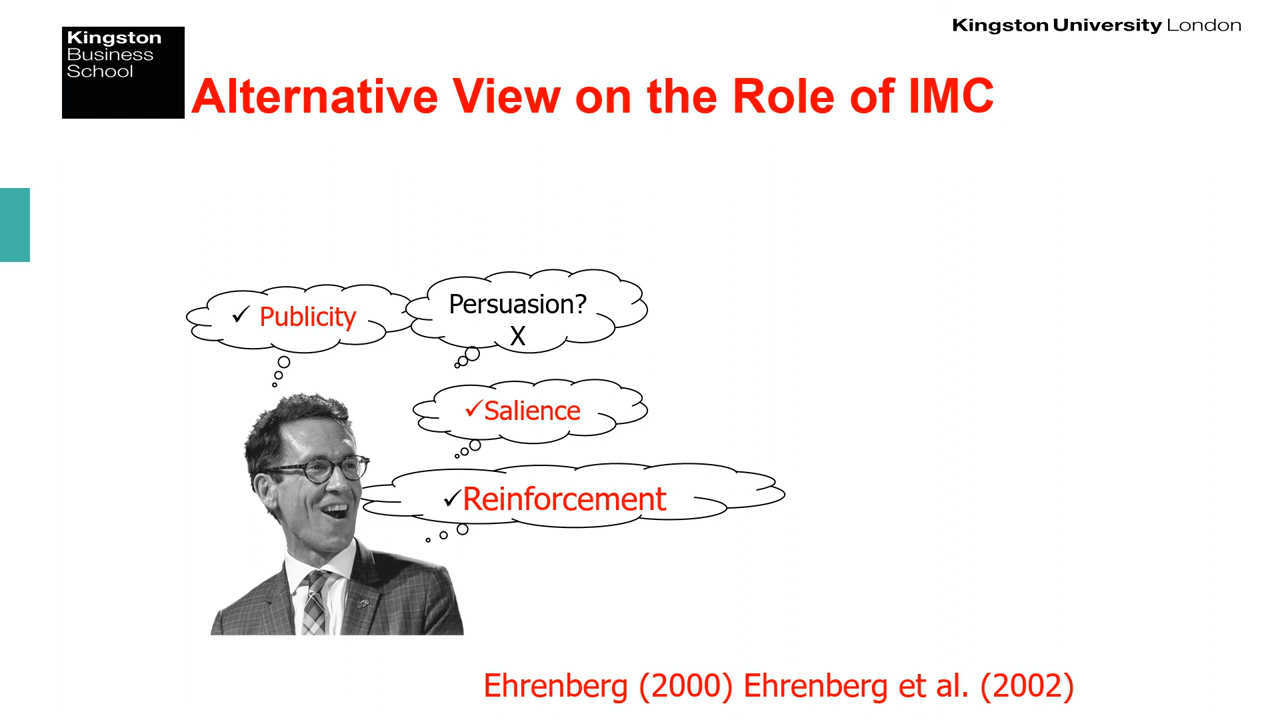 Kingston
Business
School
Kingston University London
Alternative View on the Role of IMC
✓ Publicity
Persuasion?
X
✓Salience
✓Reinforcement
Ehrenberg (2000) Ehrenberg et al. (2002)